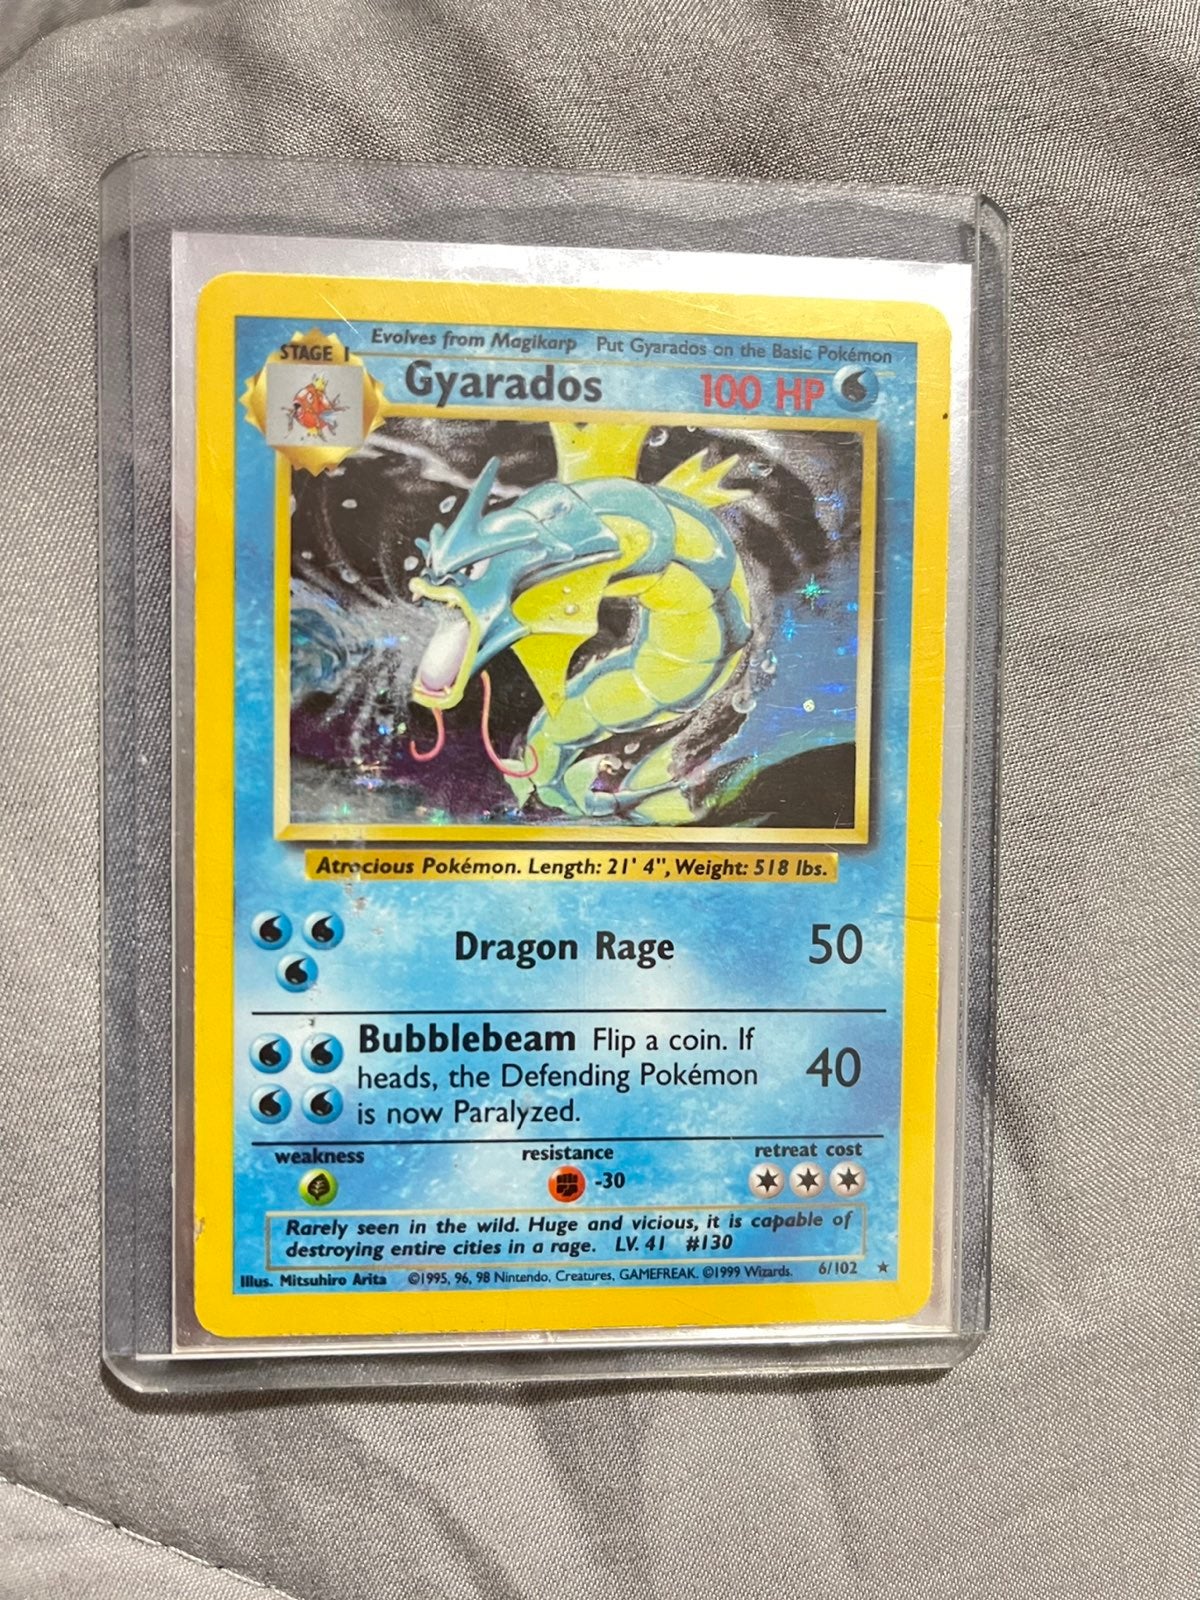 Evolves from Magikarp Put Gyarados on the Basic Pokémon
STAGE 1
Gyarados 100 HP
Atrocious Pokémon. Length: 21' 4", Weight: 518 lbs.
Dragon Rage 50
Bubblebeam Flip a coin. If
heads, the Defending Pokémon
is now Paralyzed.
40
weakness resistance retreat cost
-30
Rarely seen in the wild. Huge and vicious, it is capable of
destroying entire cities in a rage. LV. 41 #130
Illus. Mitsuhiro Arita ©1995, 96, 98 Nintendo, Creatures, GAMEFREAK. ©1999 Wizards. 6/102 ★